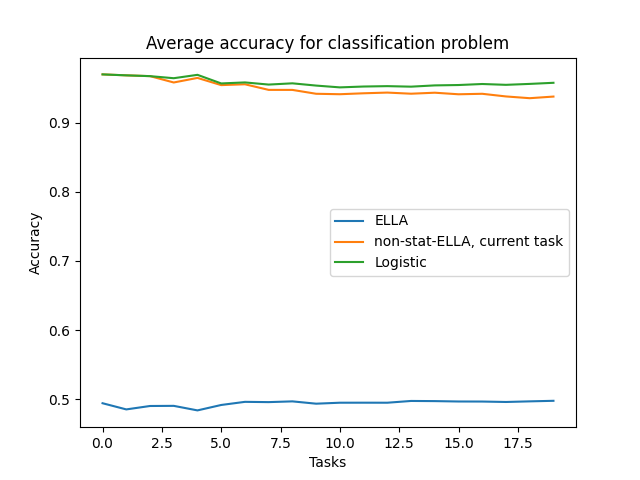 Average accuracy for classification problem
Accuracy
0.9
0.8
0.7
0.6
0.5
ELLA
non-stat-ELLA, current task
Logistic
0.0 2.5 5.0 7.5 10.0 12.5 15.0 17.5
Tasks